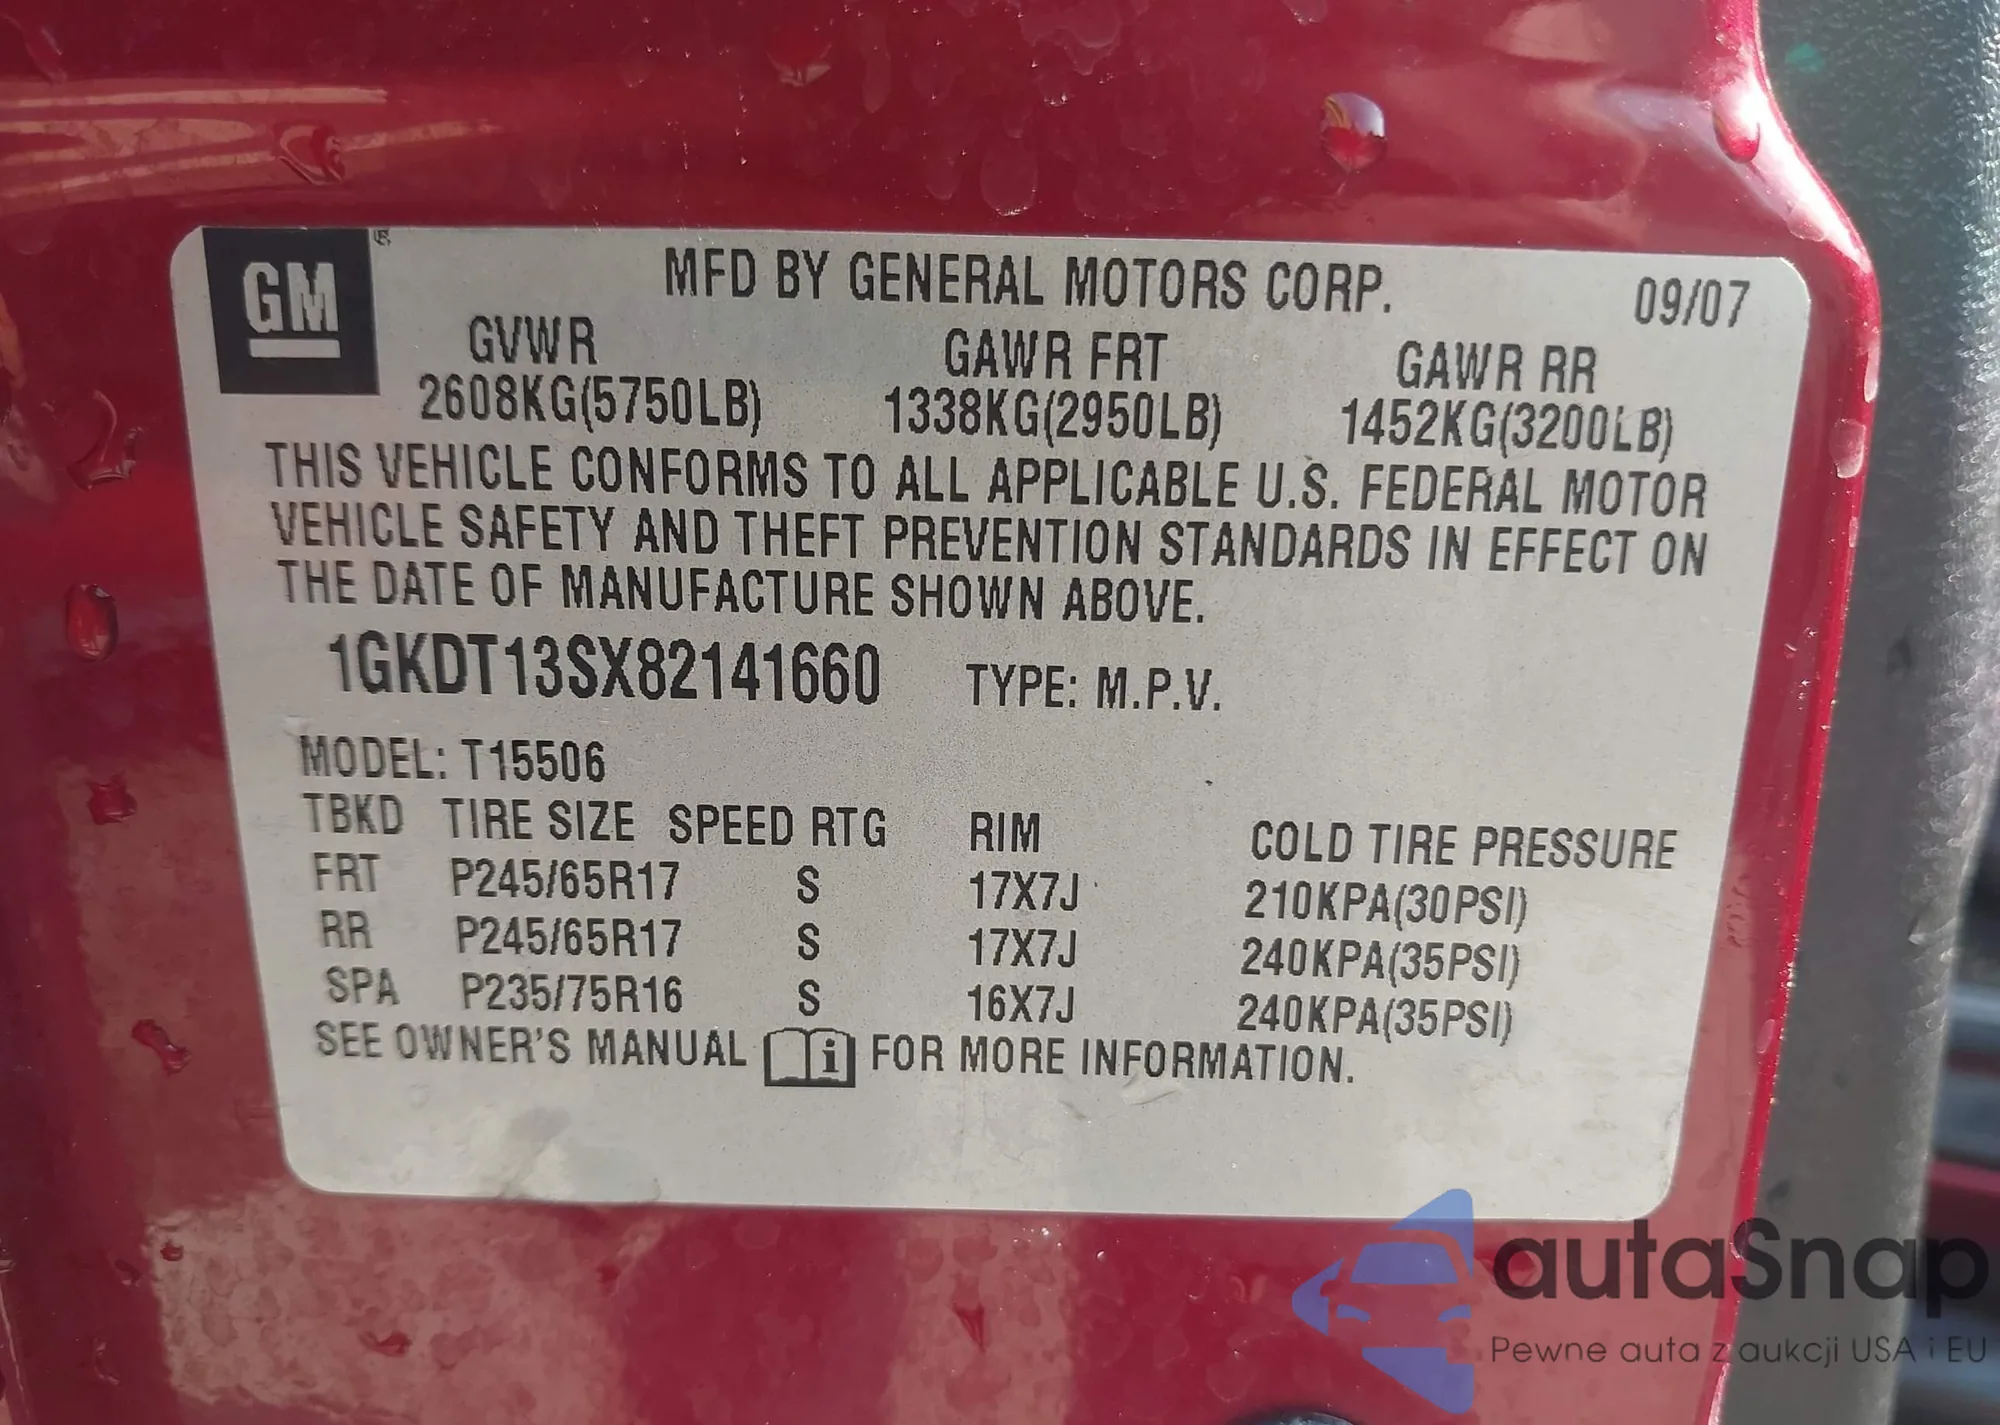 GM ®
MFD BY GENERAL MOTORS CORP. 09/07
GVWR GAWR FRT GAWR RR
2608KG(5750LB) 1338KG(2950LB) 1452KG(3200LB)
THIS VEHICLE CONFORMS TO ALL APPLICABLE U.S. FEDERAL MOTOR
VEHICLE SAFETY AND THEFT PREVENTION STANDARDS IN EFFECT ON
THE DATE OF MANUFACTURE SHOWN ABOVE.
1GKDT13SX82141660 TYPE: M.P.V.
MODEL: T15506
TBKD TIRE SIZE SPEED RTG RIM COLD TIRE PRESSURE
FRT P245/65R17 S 17X7J 210KPA(30PSI)
RR P245/65R17 S 17X7J 240KPA(35PSI)
SPA P235/75R16 S 16X7J 240KPA(35PSI)
SEE OWNER'S MANUAL i FOR MORE INFORMATION.
autaSnap
Pewne auta z aukcji USA i EU